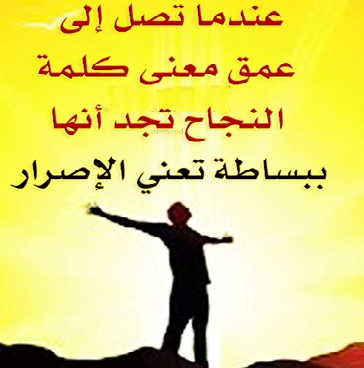 عندما تصل إلى
عمق معنى كلمة
النجاح تجد أنها
ببساطة تعني الإصرار